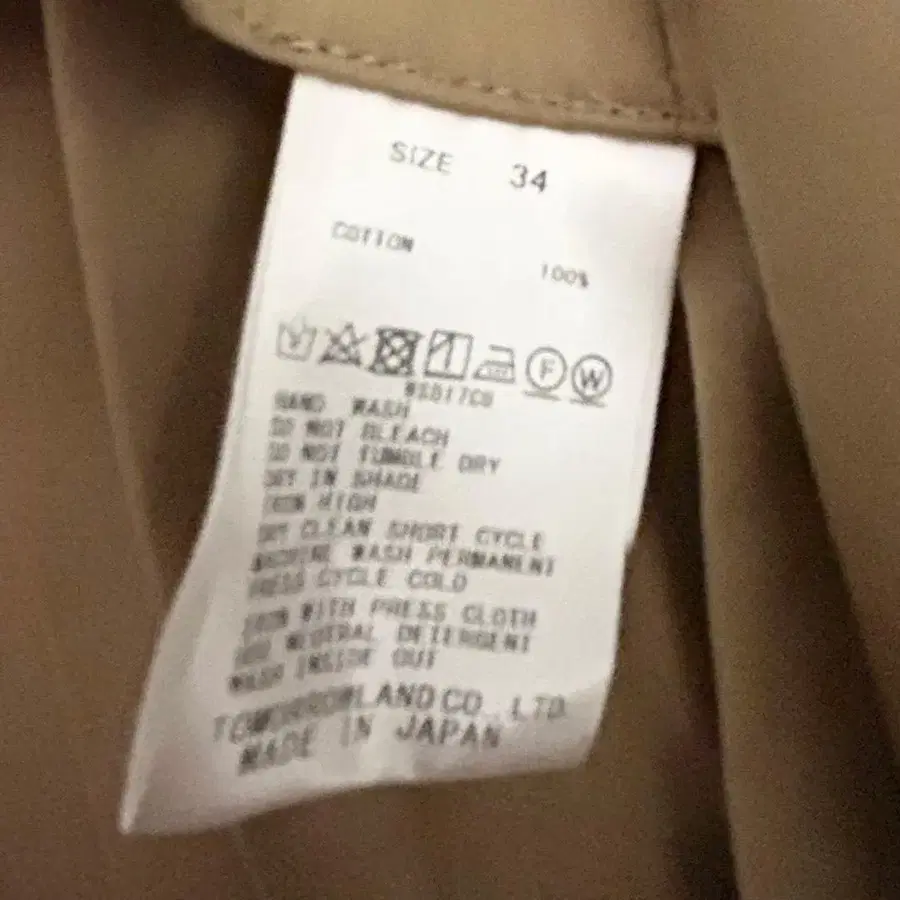 SIZE 34
COTTON 100%
F W
HAND WASH
DO NOT BLEACH
DO NOT TUMBLE DRY
DRY IN SHADE
IRON HIGH
DRY CLEAN SHORT CYCLE
MACHINE WASH PERMANENT
PRESS CYCLE COLD
IRON WITH PRESS CLOTH
USE NEUTRAL DETERGENT
WASH INSIDE OUT
TOMORROWLAND CO., LTD.
MADE IN JAPAN